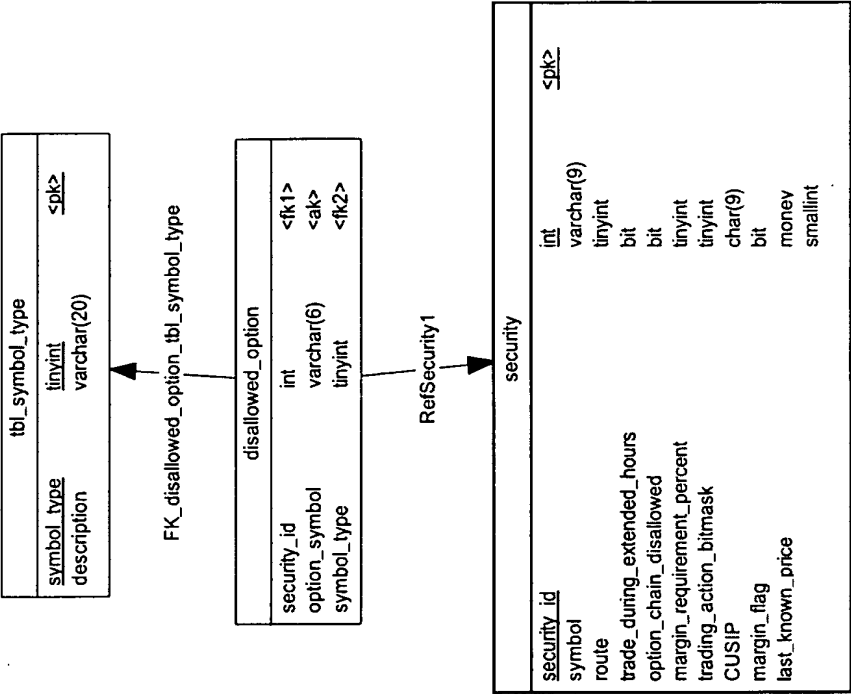 tbl_symbol_type
symbol_type tinyint <pk>
description varchar(20)
FK_disallowed_option_tbl_symbol_type
disallowed_option
security_id int <fk1>
option_symbol varchar(6) <ak>
symbol_type tinyint <fk2>
RefSecurity1
security
security_id int <pk>
symbol varchar(9)
route tinyint
trade_during_extended_hours bit
option_chain_disallowed bit
margin_requirement_percent tinyint
trading_action_bitmask tinyint
CUSIP char(9)
margin_flag bit
last_known_price money
smallint